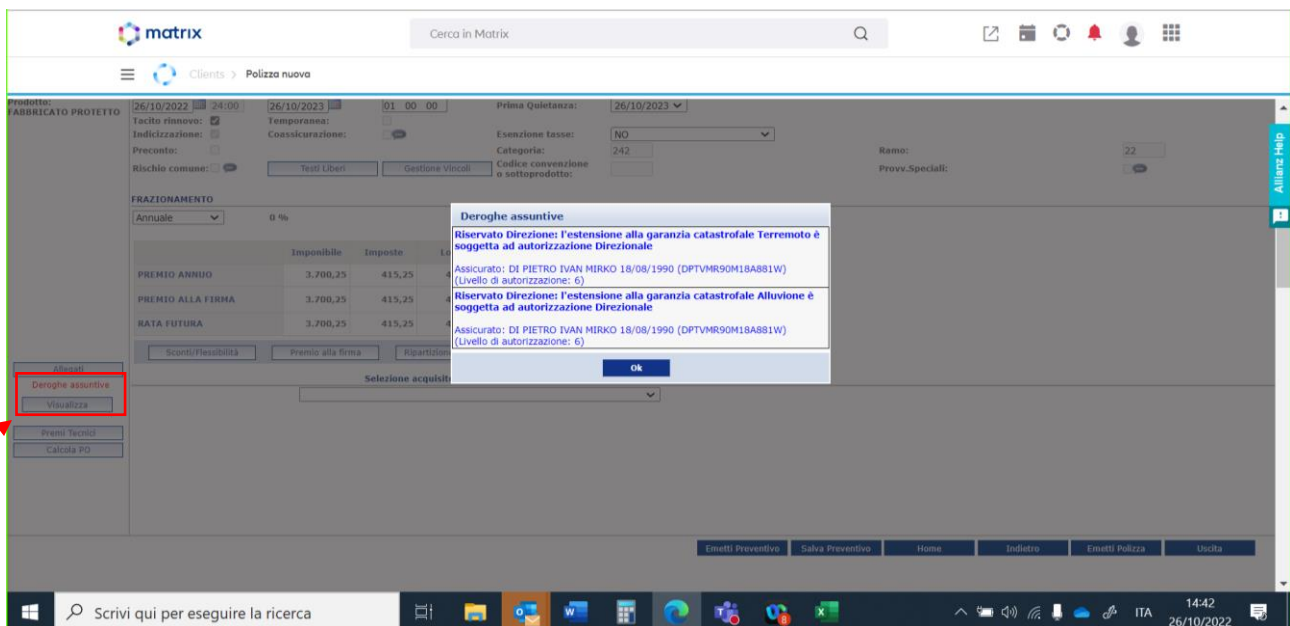 matrix
Cerca in Matrix
Clients > Polizza nuova
Prodotto:
FABBRICATO PROTETTO
26/10/2022 24:00 26/10/2023 01 00 00 Prima Quietanza: 26/10/2023
Tacito rinnovo: Temporanea:
Indicizzazione: Coassicurazione: Esenzione tasse: NO
Preconto: Categoria: 242 Ramo: 22
Rischio comune: Testi Liberi Gestione Vincoli Codice convenzione
o sottoprodotto: Provv.Speciali:
FRAZIONAMENTO
Annuale 0 %
Imponibile Imposte
PREMIO ANNUO 3.700,25 415,25
PREMIO ALLA FIRMA 3.700,25 415,25
RATA FUTURA 3.700,25 415,25
Sconti/Flessibilità Premio alla firma
Selezione
Deroghe assuntive
Riservato Direzione: l'estensione alla garanzia catastrofale Terremoto è
soggetta ad autorizzazione Direzionale
Assicurato: DI PIETRO IVAN MIRKO 18/08/1990 (DPTVMR90M18A881W)
(Livello di autorizzazione: 6)
Riservato Direzione: l'estensione alla garanzia catastrofale Alluvione è
soggetta ad autorizzazione Direzionale
Assicurato: DI PIETRO IVAN MIRKO 18/08/1990 (DPTVMR90M18A881W)
(Livello di autorizzazione: 6)
Ok
Allegati
Deroghe assuntive
Visualizza
Premi Tecnici
Calcola PO
Allianz Help
Emetti Preventivo Salva Preventivo Home Indietro Emetti Polizza Uscita
Scrivi qui per eseguire la ricerca
ITA
14:42
26/10/2022